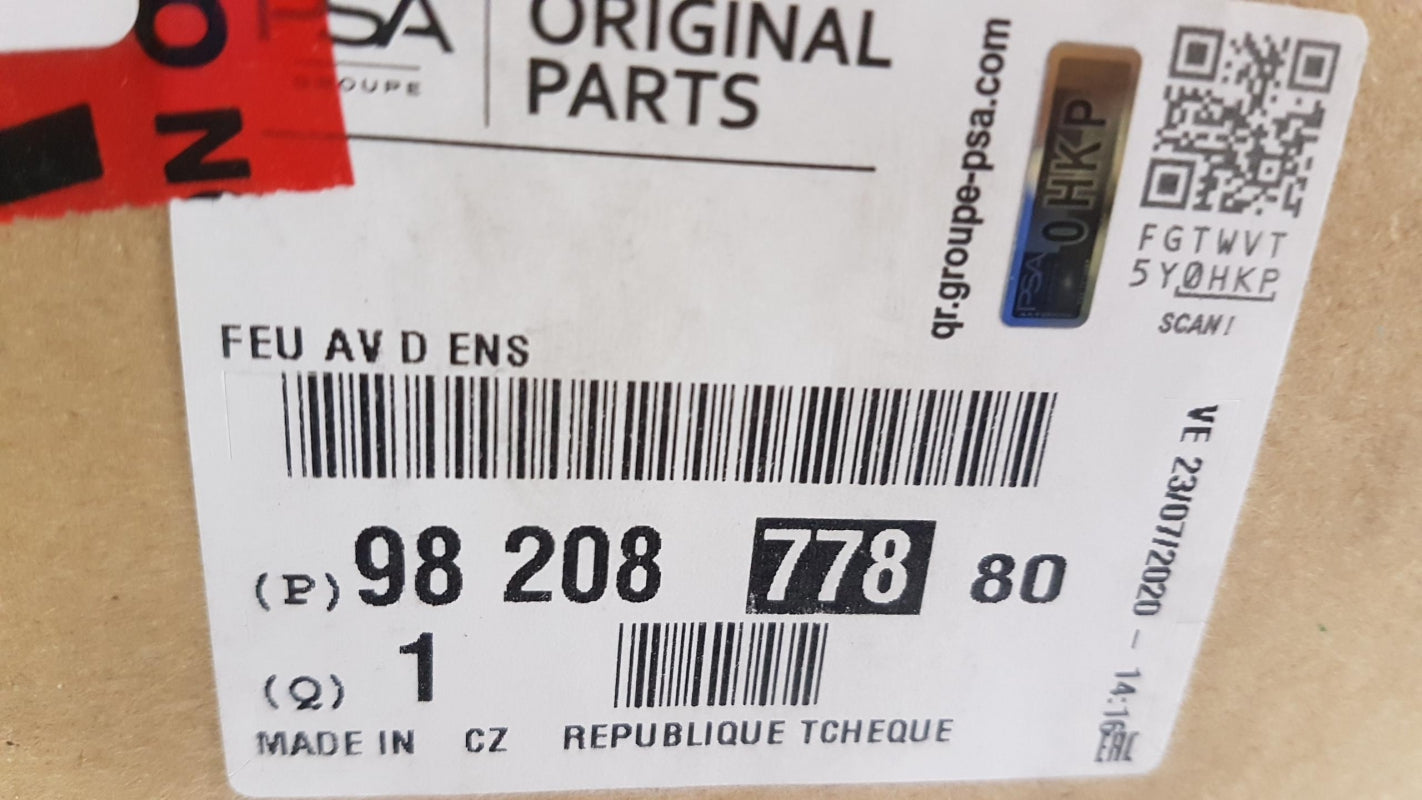 ON
PSA
GROUPE
ORIGINAL
PARTS
qr.groupe-psa.com
PSA 0HKP
FGTWVT
5Y0HKP
SCAN!
FEU AV D ENS
(P) 98 208 778 80
(Q) 1
MADE IN CZ REPUBLIQUE TCHEQUE
VE 23/07/2020 - 14:16
EAC